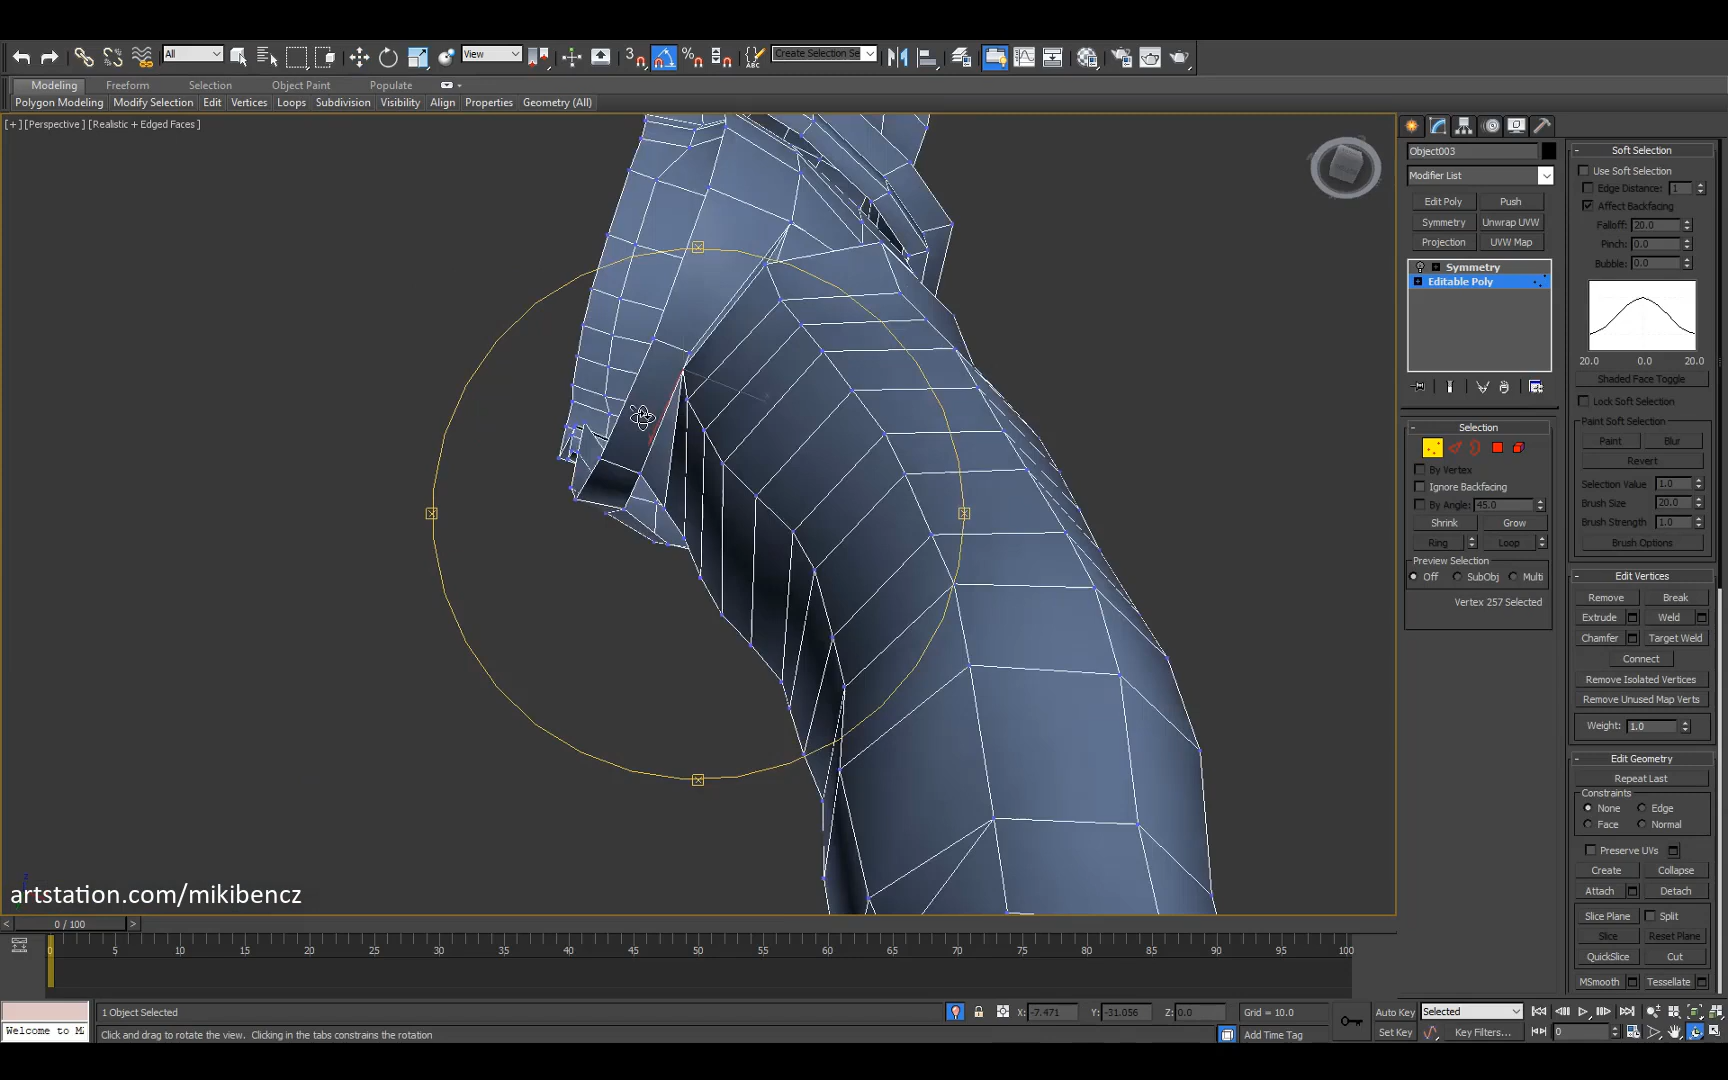 All
View
Create Selection Se
Modeling
Freeform
Selection
Object Paint
Populate
Polygon Modeling
Modify Selection
Edit
Vertices
Loops
Subdivision
Visibility
Align
Properties
Geometry (All)
[+] [Perspective] [Realistic + Edged Faces]
Object003
Modifier List
Edit Poly
Push
Symmetry
Unwrap UVW
Projection
UVW Map
Symmetry
Editable Poly
Selection
By Vertex
Ignore Backfacing
By Angle: 45.0
Shrink
Grow
Ring
Loop
Preview Selection
Off
SubObj
Multi
Vertex 257 Selected
Soft Selection
Use Soft Selection
Edge Distance: 1
Affect Backfacing
Falloff: 20.0
Pinch: 0.0
Bubble: 0.0
20.0
0.0
20.0
Shaded Face Toggle
Lock Soft Selection
Paint Soft Selection
Paint
Blur
Revert
Selection Value 1.0
Brush Size 20.0
Brush Strength 1.0
Brush Options
Edit Vertices
Remove
Break
Extrude
Weld
Chamfer
Target Weld
Connect
Remove Isolated Vertices
Remove Unused Map Verts
Weight: 1.0
Edit Geometry
Repeat Last
Constraints
None
Edge
Face
Normal
Preserve UVs
Create
Collapse
Attach
Detach
Slice Plane
Split
Slice
Reset Plane
QuickSlice
Cut
MSmooth
Tessellate
artstation.com/mikibencz
< 0 / 100 >
0 5 10 15 20 25 30 35 40 45 50 55 60 65 70 75 80 85 90 95 100
1 Object Selected
X: -7.471
Y: -31.056
Z: 0.0
Grid = 10.0
Auto Key
Selected
Welcome to M
Click and drag to rotate the view. Clicking in the tabs constrains the rotation
Add Time Tag
Set Key
Key Filters...
0